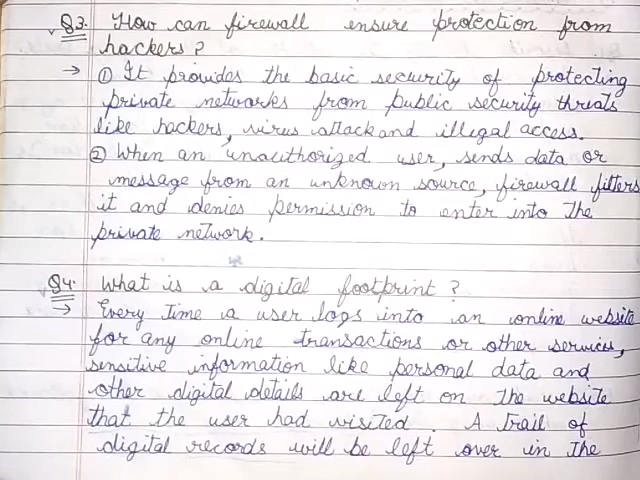 Q3. How can firewall ensure protection from
hackers?
→ ① It provides the basic security of protecting
private networks from public security threats
like hackers, virus attack and illegal access.
② When an unauthorized user, sends data or
message from an unknown source, firewall filters
it and denies permission to enter into the
private network.
Q4. What is a digital footprint?
→ Every time a user logs into an online website
for any online transactions or other services,
sensitive information like personal data and
other digital details are left on the website
that the user had visited. A trail of
digital records will be left over in the